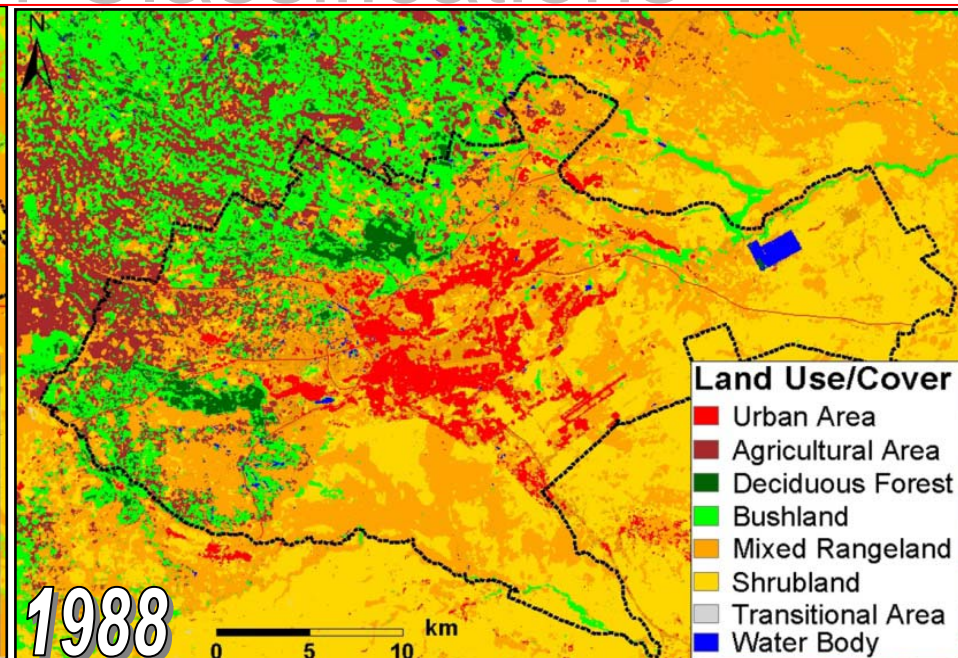 N
Land Use/Cover
Urban Area
Agricultural Area
Deciduous Forest
Bushland
Mixed Rangeland
Shrubland
Transitional Area
Water Body
1988
km
0 5 10